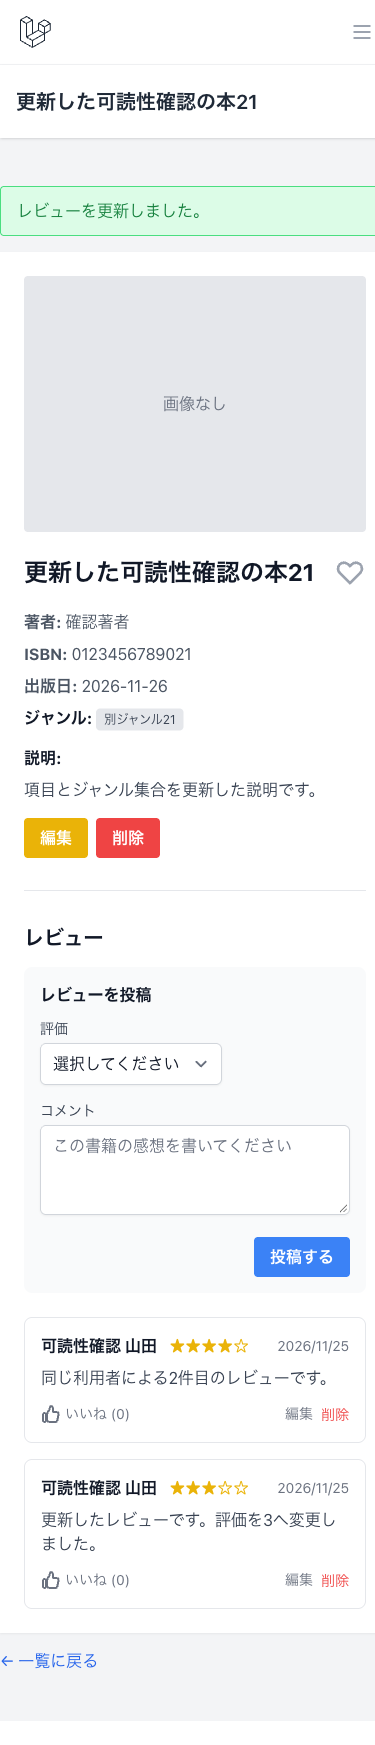 更新した可読性確認の本21
レビューを更新しました。
画像なし
更新した可読性確認の本21
著者: 確認著者
ISBN: 0123456789021
出版日: 2026-11-26
ジャンル: 別ジャンル21
説明:
項目とジャンル集合を更新した説明です。
編集 削除
レビュー
レビューを投稿
評価
選択してください
コメント
この書籍の感想を書いてください
投稿する
可読性確認 山田 ★★★★☆ 2026/11/25
同じ利用者による2件目のレビューです。
いいね (0) 編集 削除
可読性確認 山田 ★★★☆☆ 2026/11/25
更新したレビューです。評価を3へ変更し
ました。
いいね (0) 編集 削除
← 一覧に戻る